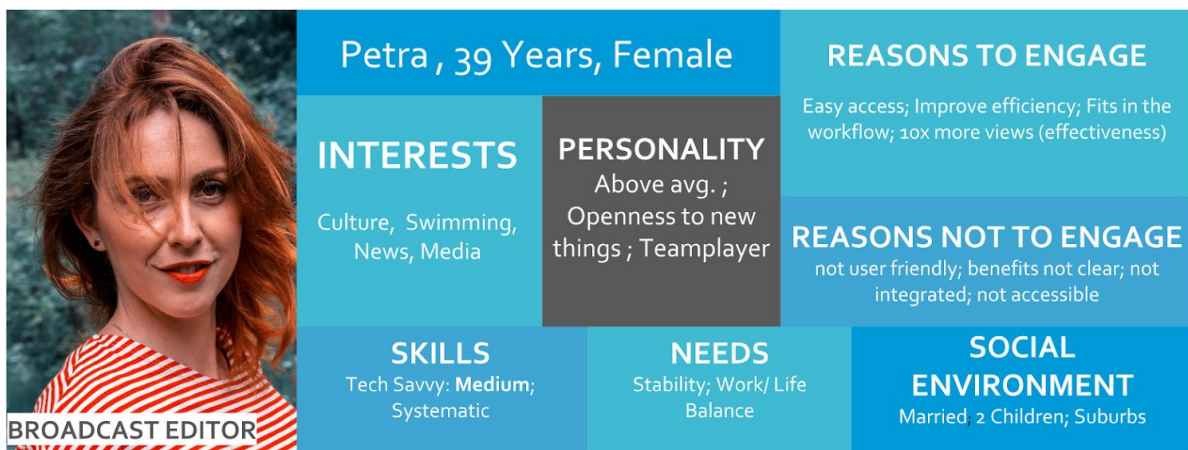 Petra , 39 Years, Female
INTERESTS
Culture, Swimming,
News, Media
PERSONALITY
Above avg. ;
Openness to new
things ; Teamplayer
REASONS TO ENGAGE
Easy access; Improve efficiency; Fits in the
workflow; 10x more views (effectiveness)
REASONS NOT TO ENGAGE
not user friendly; benefits not clear; not
integrated; not accessible
BROADCAST EDITOR
SKILLS
Tech Savvy: Medium;
Systematic
NEEDS
Stability; Work/ Life
Balance
SOCIAL
ENVIRONMENT
Married; 2 Children; Suburbs